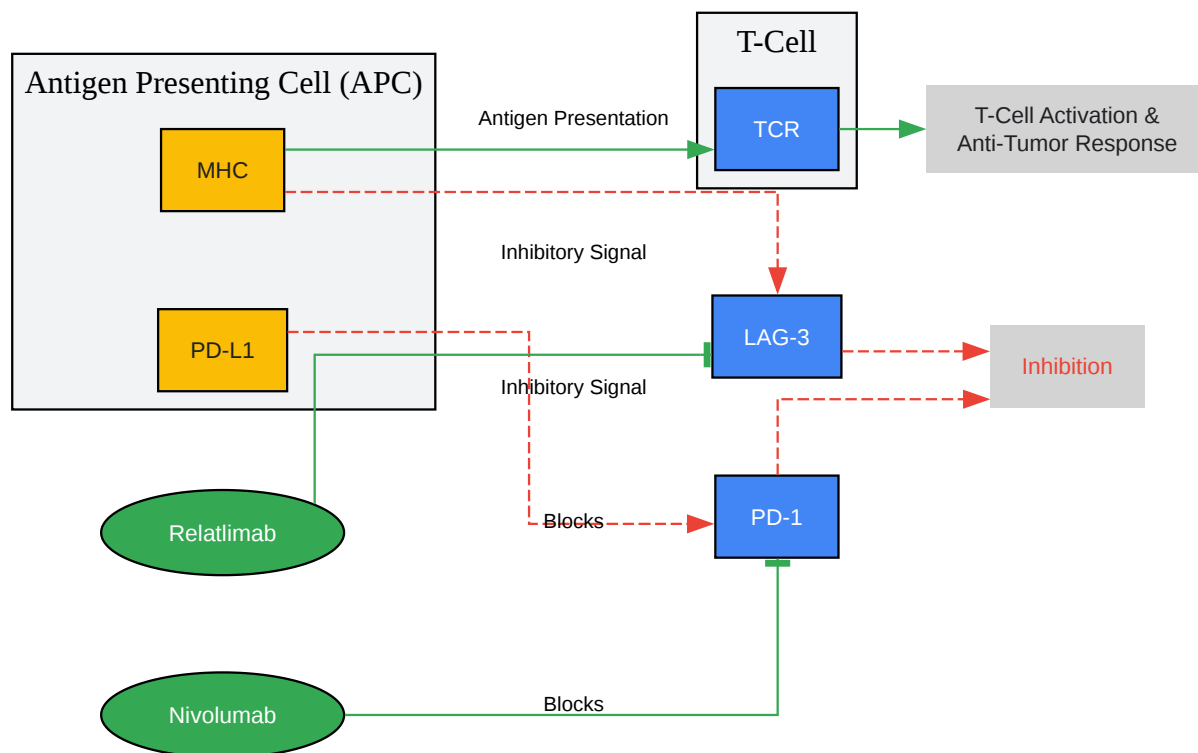 T-Cell
Antigen Presenting Cell (APC)
Antigen Presentation
TCR
T-Cell Activation &
Anti-Tumor Response
MHC
Inhibitory Signal
PD-L1
LAG-3
Inhibition
Inhibitory Signal
Relatlimab
Blocks
PD-1
Nivolumab
Blocks